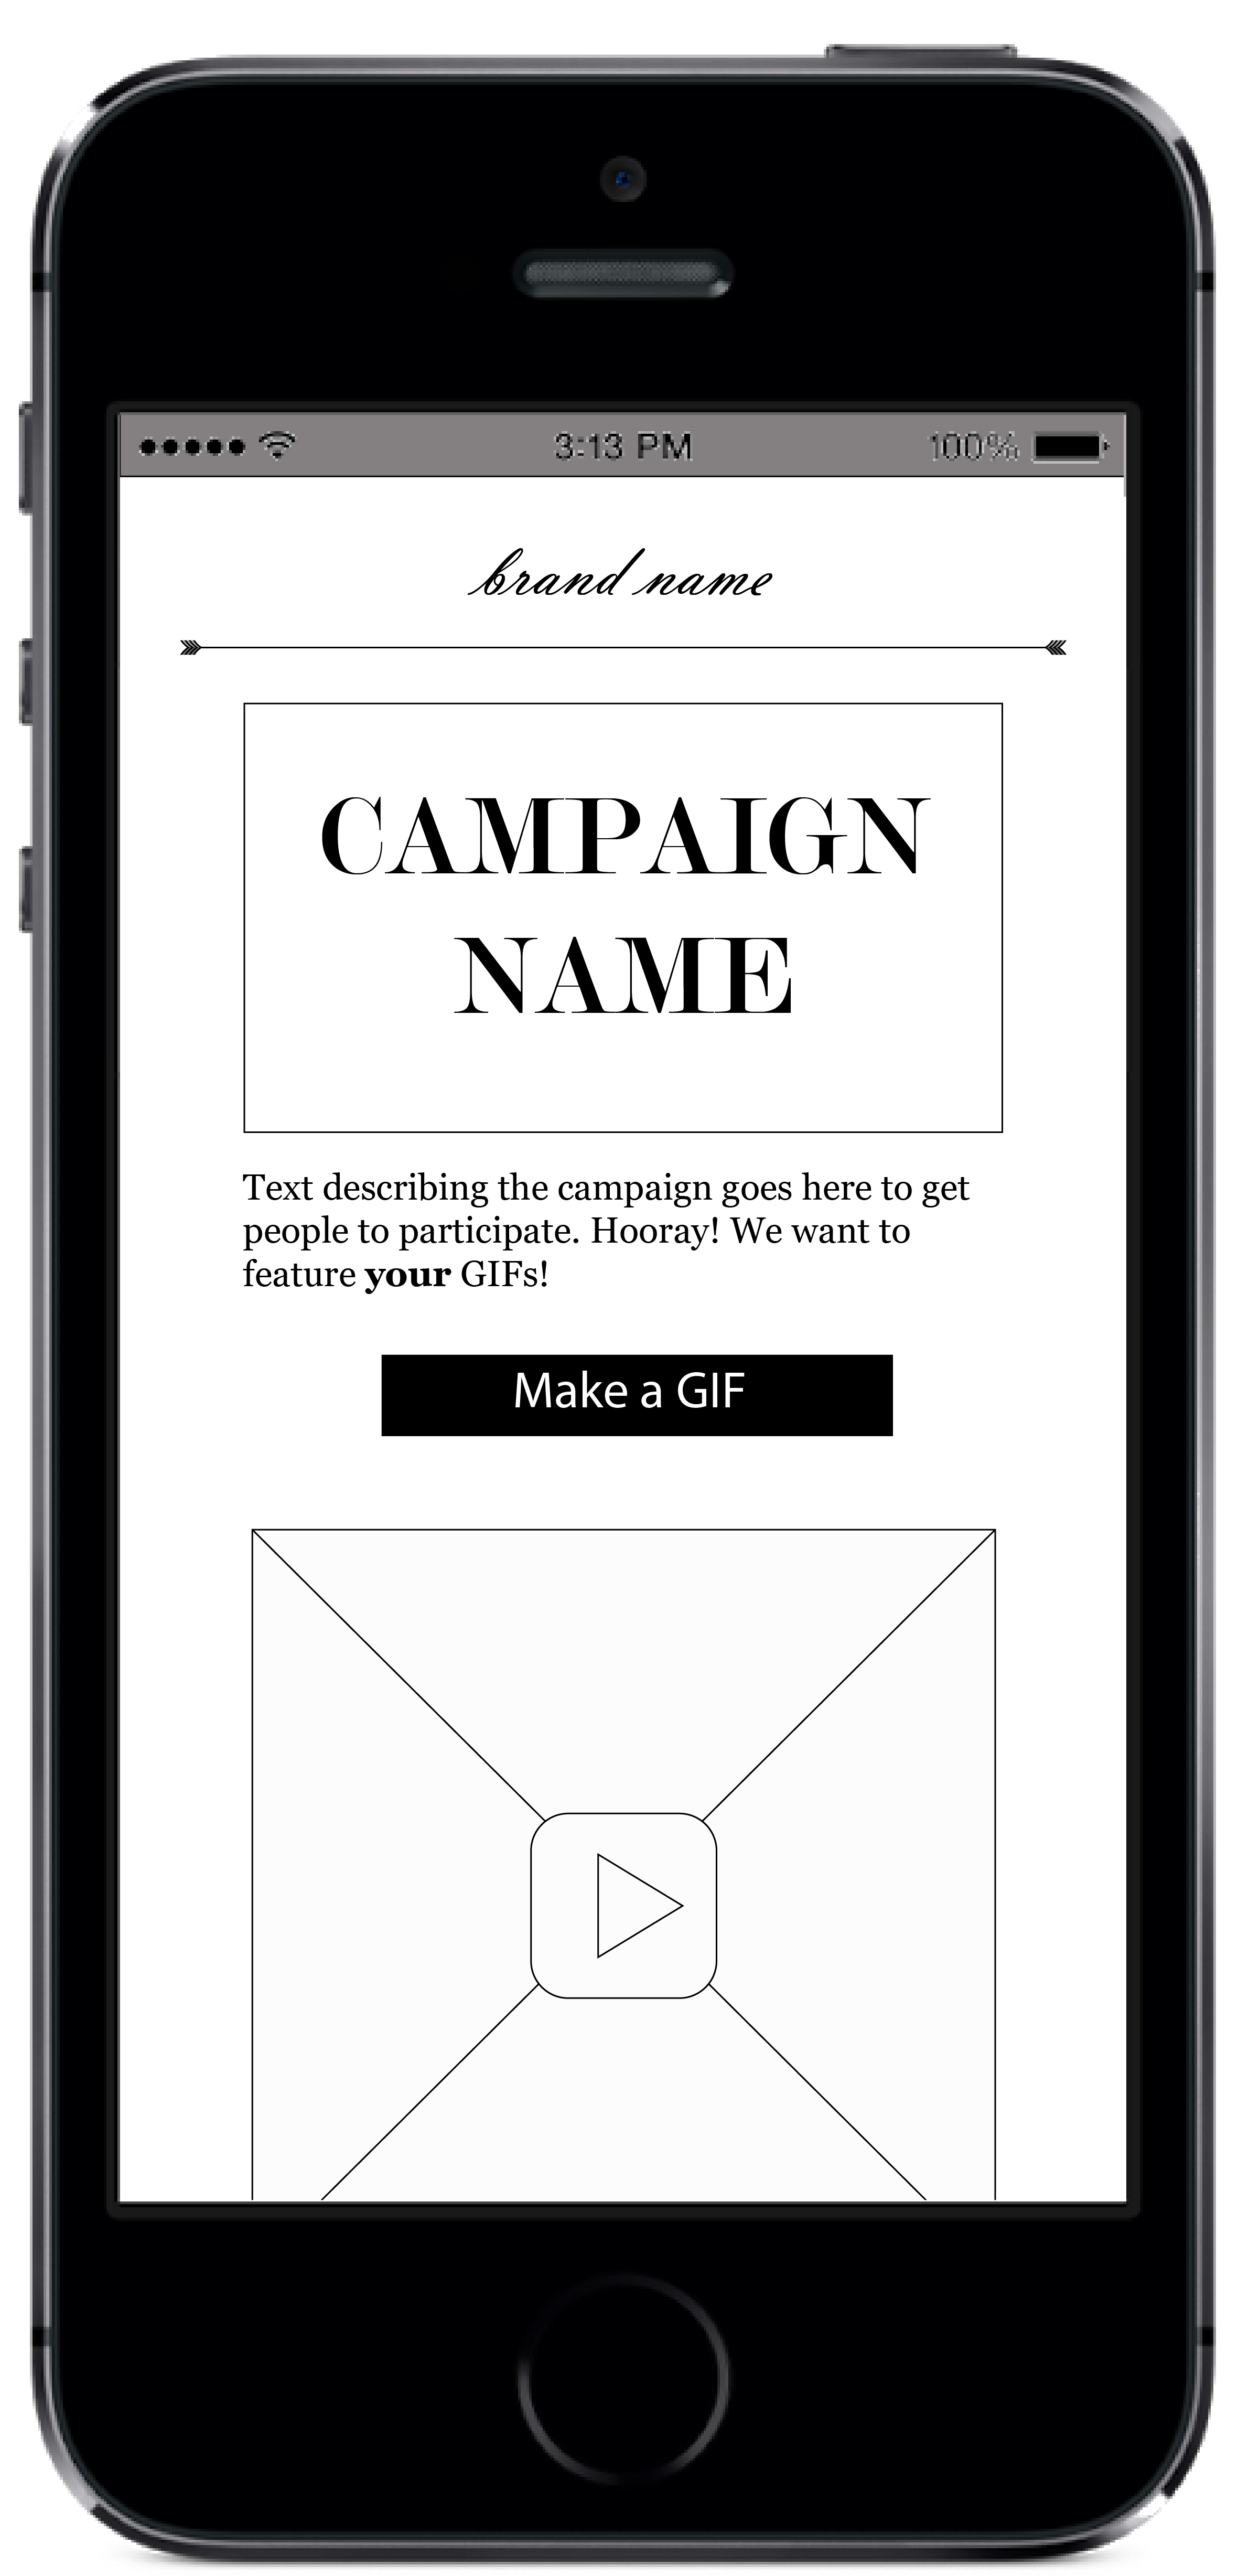 3:13 PM 100%
brand name
CAMPAIGN
NAME
Text describing the campaign goes here to get
people to participate. Hooray! We want to
feature your GIFs!
Make a GIF